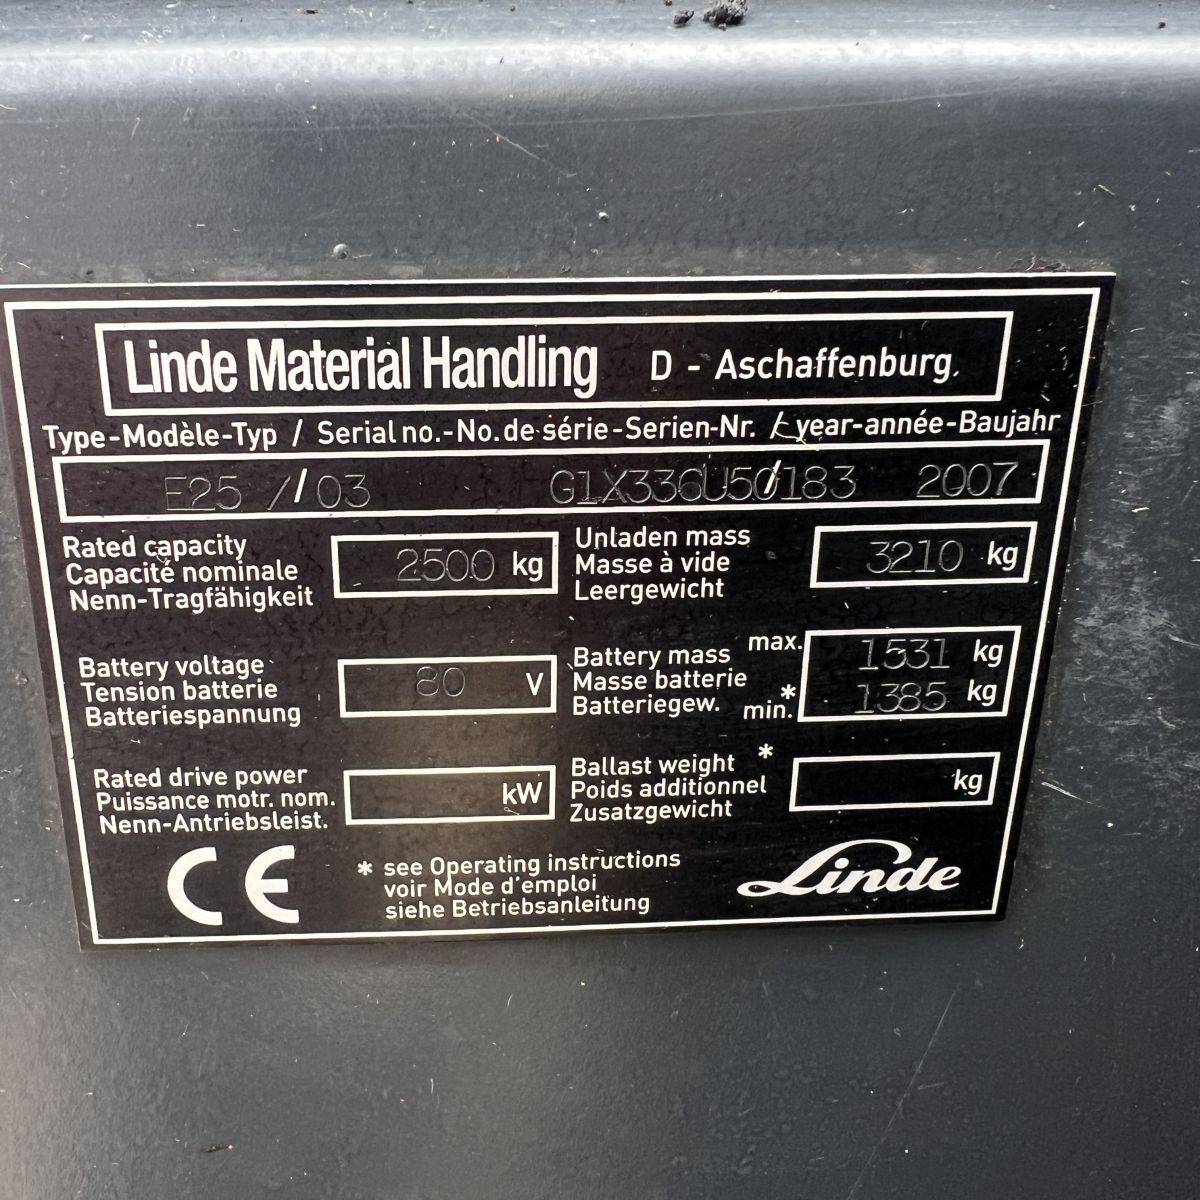 Linde Material Handling D - Aschaffenburg.
Type-Modèle-Typ / Serial no.-No. de série-Serien-Nr. / year-année-Baujahr
E25 / 03 G1X336U50183 2007
Rated capacity
Capacité nominale
Nenn-Tragfähigkeit
2500 kg
Unladen mass
Masse à vide
Leergewicht
3210 kg
Battery voltage
Tension batterie
Batteriespannung
80 V
Battery mass
Masse batterie
Batteriegew.
max. 1531 kg
* min. 1385 kg
Rated drive power
Puissance motr. nom.
Nenn-Antriebsleist.
kW
Ballast weight *
Poids additionnel
Zusatzgewicht
kg
CE
* see Operating instructions
voir Mode d'emploi
siehe Betriebsanleitung
Linde